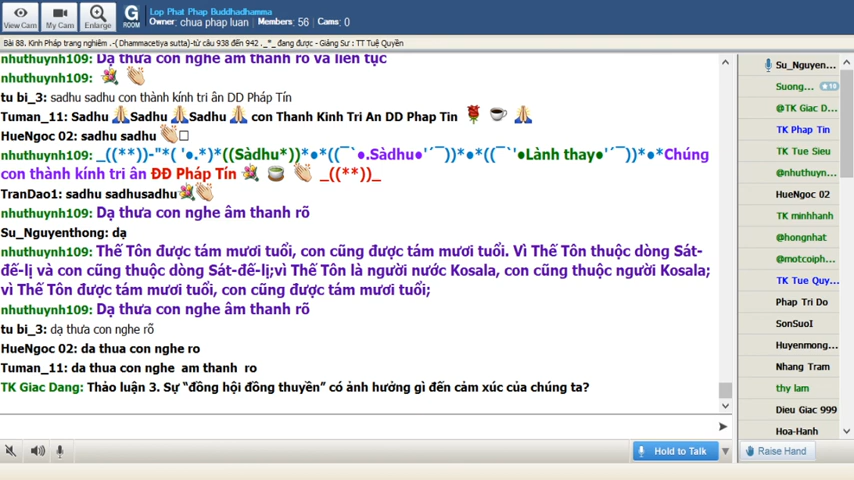 Lop Phat Phap Buddhadhamma
Owner: chua phap luan Members: 56 Cams: 0
View Cam
My Cam
Enlarge
G
ROOM
Bài 88. Kinh Pháp trang nghiêm .-( Dhammacetiya sutta)-từ câu 938 đến 942 ._*_ đang được - Giảng Sư : TT Tuệ Quyền
nhuthuynh109: Dạ thưa con nghe âm thanh rõ và liên tục
nhuthuynh109:
tu bi_3: sadhu sadhu con thành kính tri ân DD Pháp Tín
Tuman_11: Sadhu Sadhu Sadhu con Thanh Kinh Tri An DD Phap Tin
HueNgoc 02: sadhu sadhu
nhuthuynh109: _((**))-"*( '●.*)*((Sàdhu*))*●*((¯`●.Sàdhu●'´¯))*●*((¯`'●Lành thay●'´¯))*●*Chúng
con thành kính tri ân ĐĐ Pháp Tín _((**))_
TranDao1: sadhu sadhusadhu
nhuthuynh109: Dạ thưa con nghe âm thanh rõ
Su_Nguyenthong: dạ
nhuthuynh109: Thế Tôn được tám mươi tuổi, con cũng được tám mươi tuổi. Vì Thế Tôn thuộc dòng Sát-
đế-lị và con cũng thuộc dòng Sát-đế-lị;vì Thế Tôn là người nước Kosala, con cũng thuộc người Kosala;
vì Thế Tôn được tám mươi tuổi, con cũng được tám mươi tuổi;
nhuthuynh109: Dạ thưa con nghe âm thanh rõ
tu bi_3: dạ thưa con nghe rõ
HueNgoc 02: da thua con nghe ro
Tuman_11: da thua con nghe am thanh ro
TK Giac Dang: Thảo luận 3. Sự “đồng hội đồng thuyền” có ảnh hưởng gì đến cảm xúc của chúng ta?
Hold to Talk
Su_Nguyen...
Suong...
18
@TK Giac D...
TK Phap Tin
TK Tue Sieu
@nhuthuyn...
HueNgoc 02
TK minhhanh
@hongnhat
@motcoiph...
TK Tue Quy...
Phap Tri Do
SonSuoI
Huyenmong...
Nhang Tram
thy lam
Dieu Giac 999
Hoa-Hanh
Raise Hand